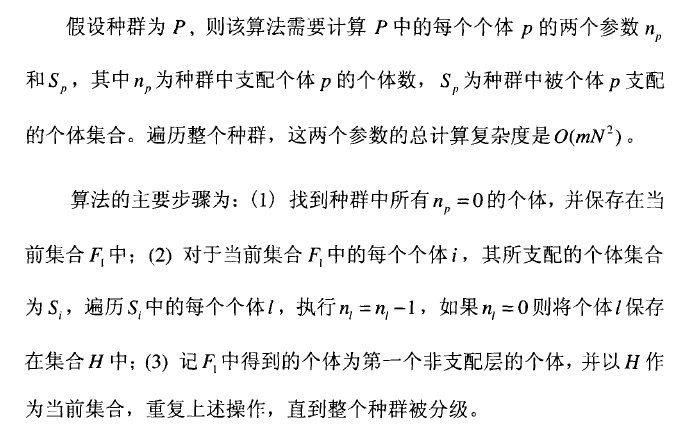 假设种群为 P，则该算法需要计算 P 中的每个个体 p 的两个参数 n_p
和 S_p，其中 n_p 为种群中支配个体 p 的个体数，S_p 为种群中被个体 p 支配
的个体集合。遍历整个种群，这两个参数的总计算复杂度是 O(mN²)。
算法的主要步骤为：(1) 找到种群中所有 n_p = 0 的个体，并保存在当
前集合 F₁ 中；(2) 对于当前集合 F₁ 中的每个个体 i，其所支配的个体集合
为 S_i，遍历 S_i 中的每个个体 l，执行 n_l = n_l − 1，如果 n_l = 0 则将个体 l 保存
在集合 H 中；(3) 记 F₁ 中得到的个体为第一个非支配层的个体，并以 H 作
为当前集合，重复上述操作，直到整个种群被分级。